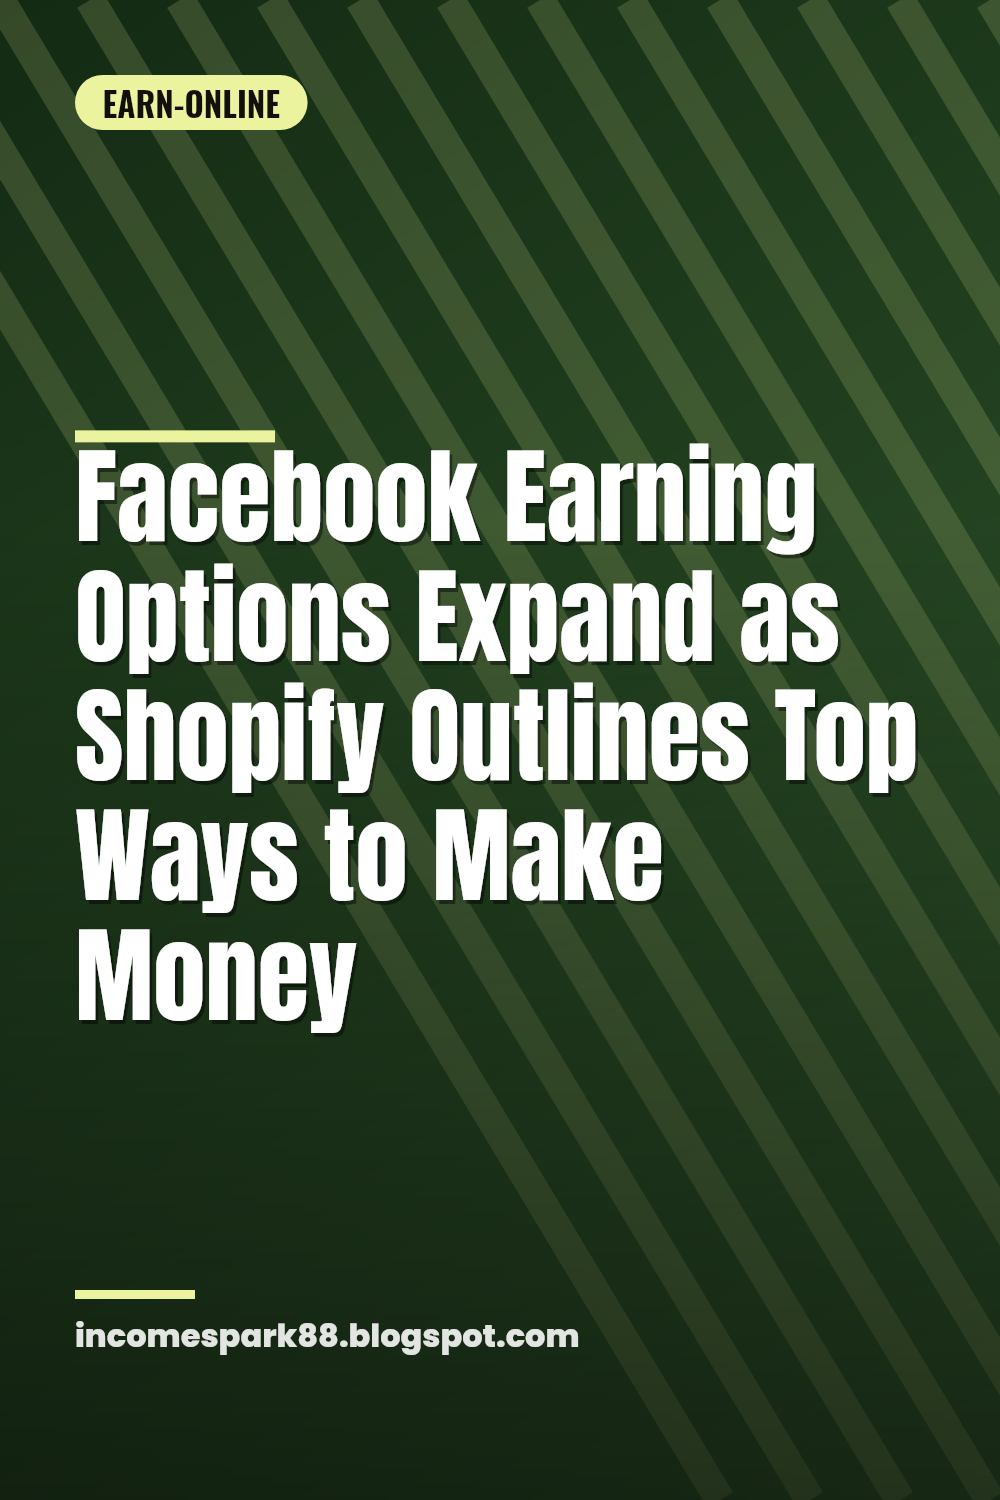 EARN-ONLINE
Facebook Earning
Options Expand as
Shopify Outlines Top
Ways to Make
Money
incomespark88.blogspot.com